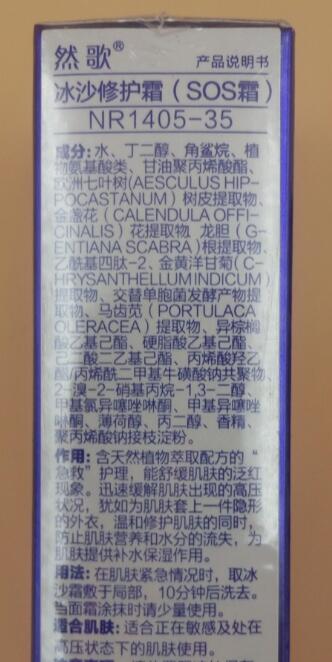 然歌®
产品说明书
冰沙修护霜（SOS霜）
NR1405-35
成分：水、丁二醇、角鲨烷、植
物氨基酸类、甘油聚丙烯酸酯、
欧洲七叶树(AESCULUS HIP-
POCASTANUM) 树皮提取物、
金盏花（CALENDULA OFFI-
CINALIS）花提取物 龙胆（G-
ENTIANA SCABRA)根提取物、
乙酰基四肽-2、金黄洋甘菊(C-
HRYSANTHELLUM INDICUM)
提取物、交替单胞菌发酵产物提
取物、马齿苋（PORTULACA
OLERACEA）提取物、异棕榈
酸乙基己酯、硬脂酸乙基己酯、
己二酸二乙基己酯、丙烯酸羟乙
酯/丙烯酰二甲基牛磺酸钠共聚物、
2-溴-2-硝基丙烷-1,3-二醇、
甲基氯异噻唑啉酮、甲基异噻唑
啉酮、薄荷醇、丙二醇、香精、
聚丙烯酸钠接枝淀粉。
作用：含天然植物萃取配方的“
急救”护理，能舒缓肌肤的泛红
现象。迅速缓解肌肤出现的高压
状况，犹如为肌肤套上一件隐形
的外衣，温和修护肌肤的同时，
防止肌肤营养和水分的流失，为
肌肤提供补水保湿作用。
用法：在肌肤紧急情况时，取冰
沙霜敷于局部，10分钟后洗去。
当面霜涂抹时请少量使用。
适合肌肤：适合正在敏感及处在
高压状态下的肌肤使用。